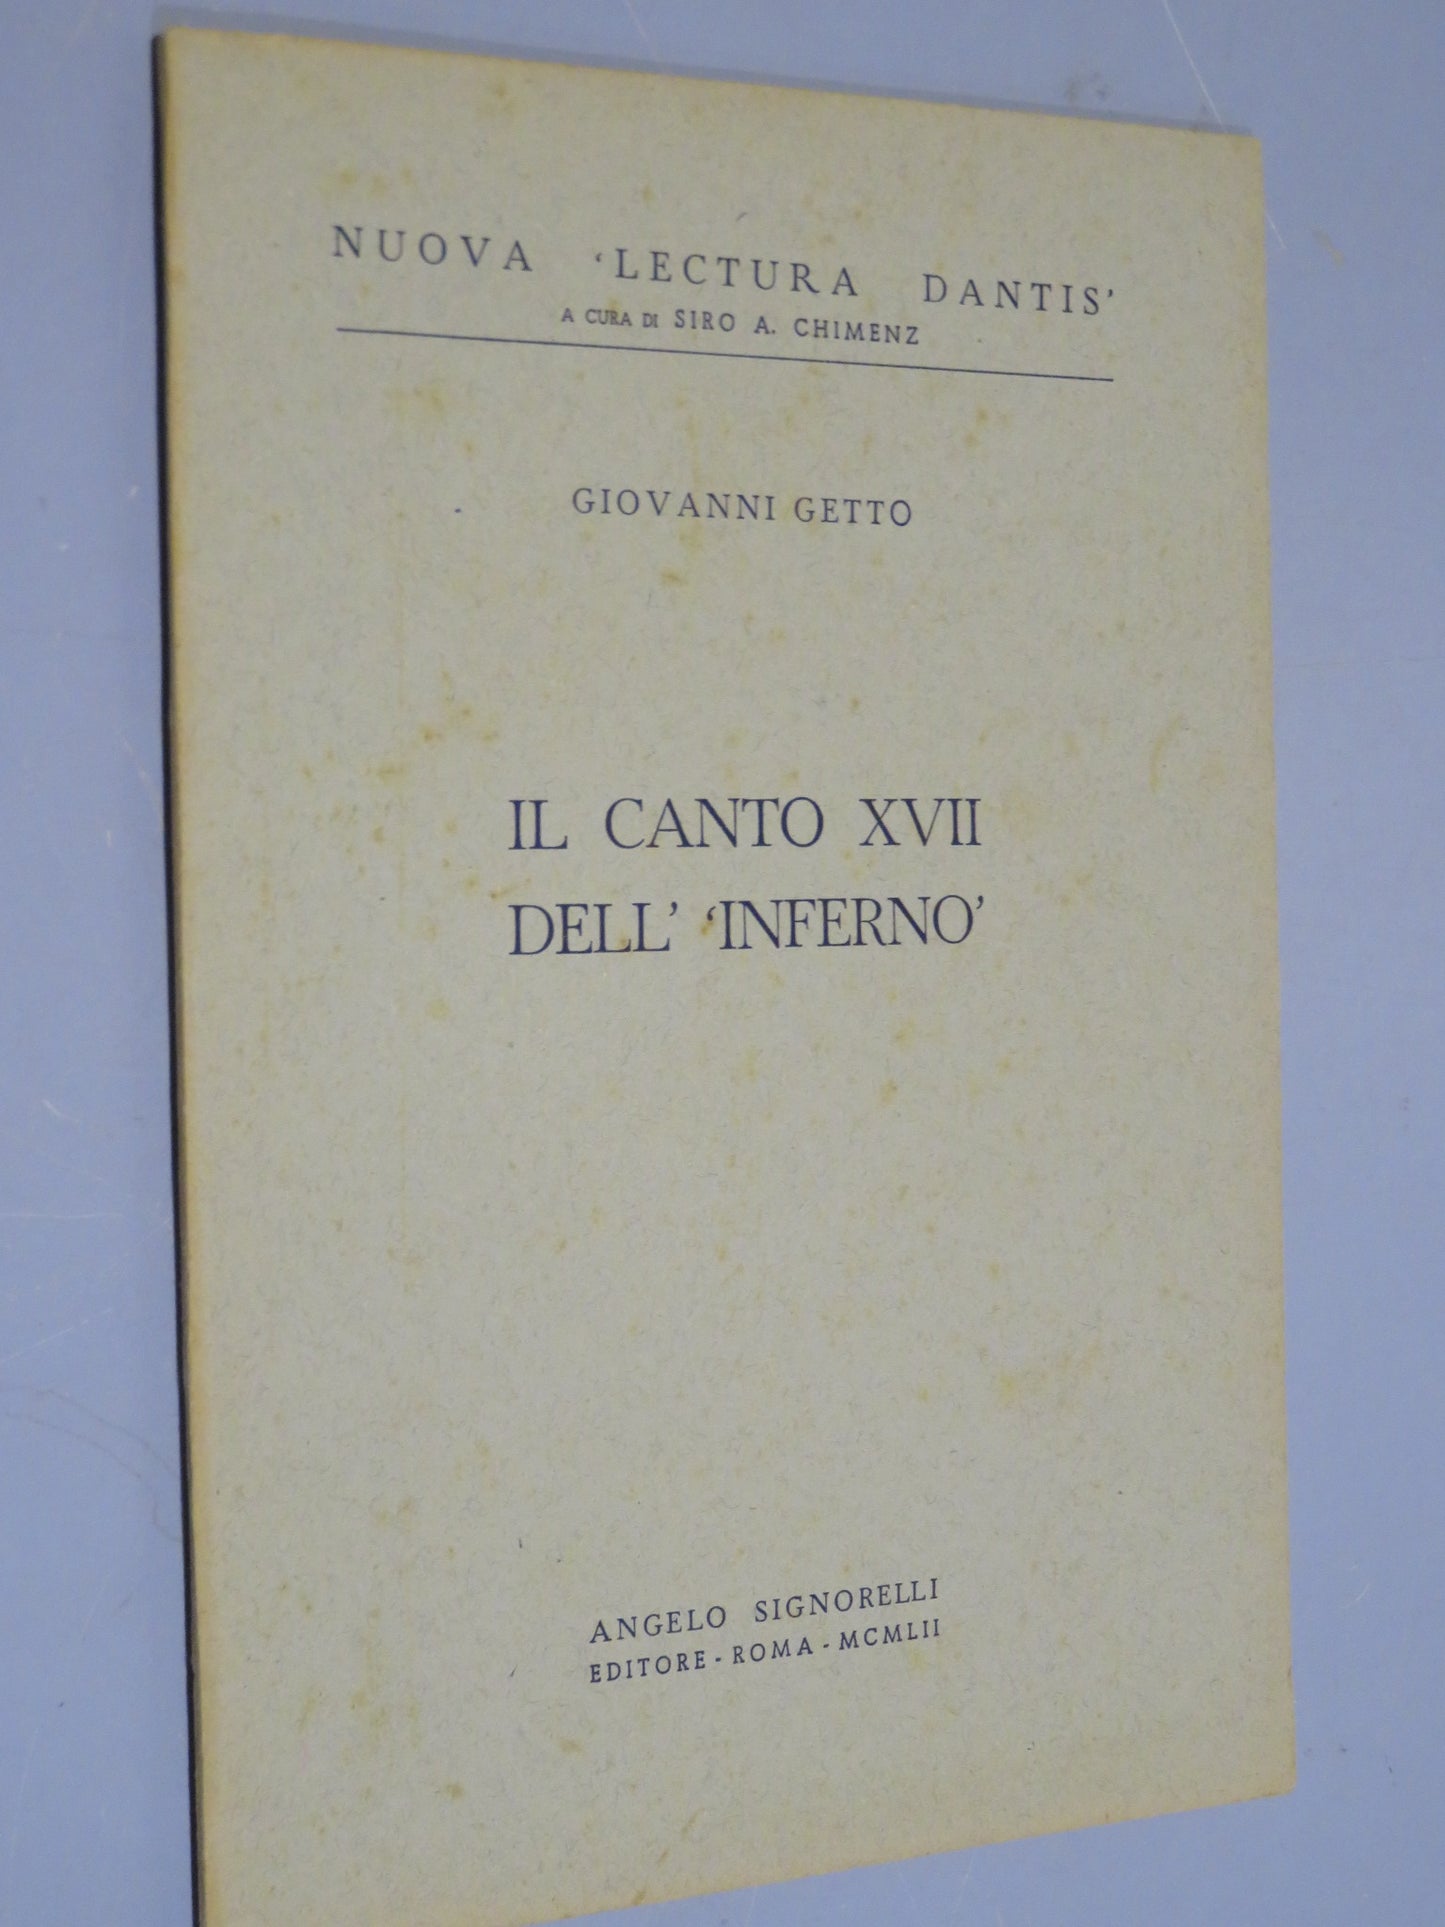 NUOVA 'LECTURA DANTIS'
A CURA DI SIRO A. CHIMENZ
GIOVANNI GETTO
IL CANTO XVII
DELL' 'INFERNO'
ANGELO SIGNORELLI
EDITORE - ROMA - MCMLII